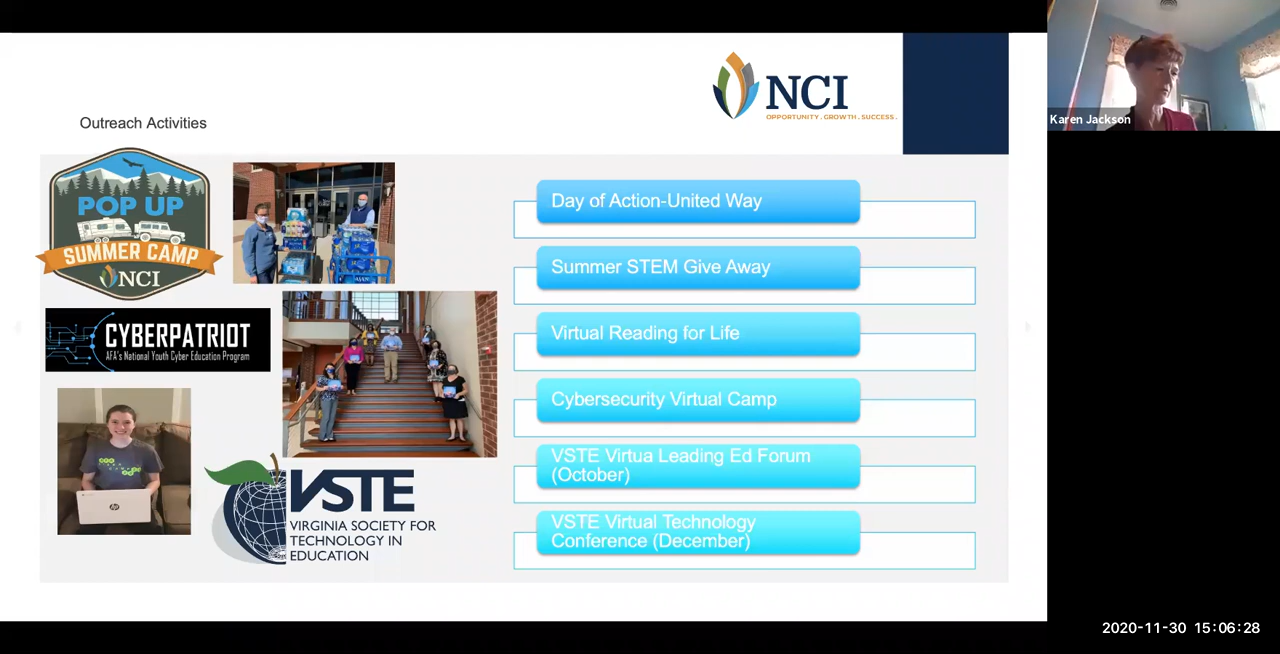 NCI
OPPORTUNITY. GROWTH. SUCCESS.
Karen Jackson
Outreach Activities
POP UP
SUMMER CAMP
NCI
CYBERPATRIOT
AFA's National Youth Cyber Education Program
VSTE
VIRGINIA SOCIETY FOR
TECHNOLOGY IN
EDUCATION
Day of Action-United Way
Summer STEM Give Away
Virtual Reading for Life
Cybersecurity Virtual Camp
VSTE Virtua Leading Ed Forum
(October)
VSTE Virtual Technology
Conference (December)
2020-11-30 15:06:28